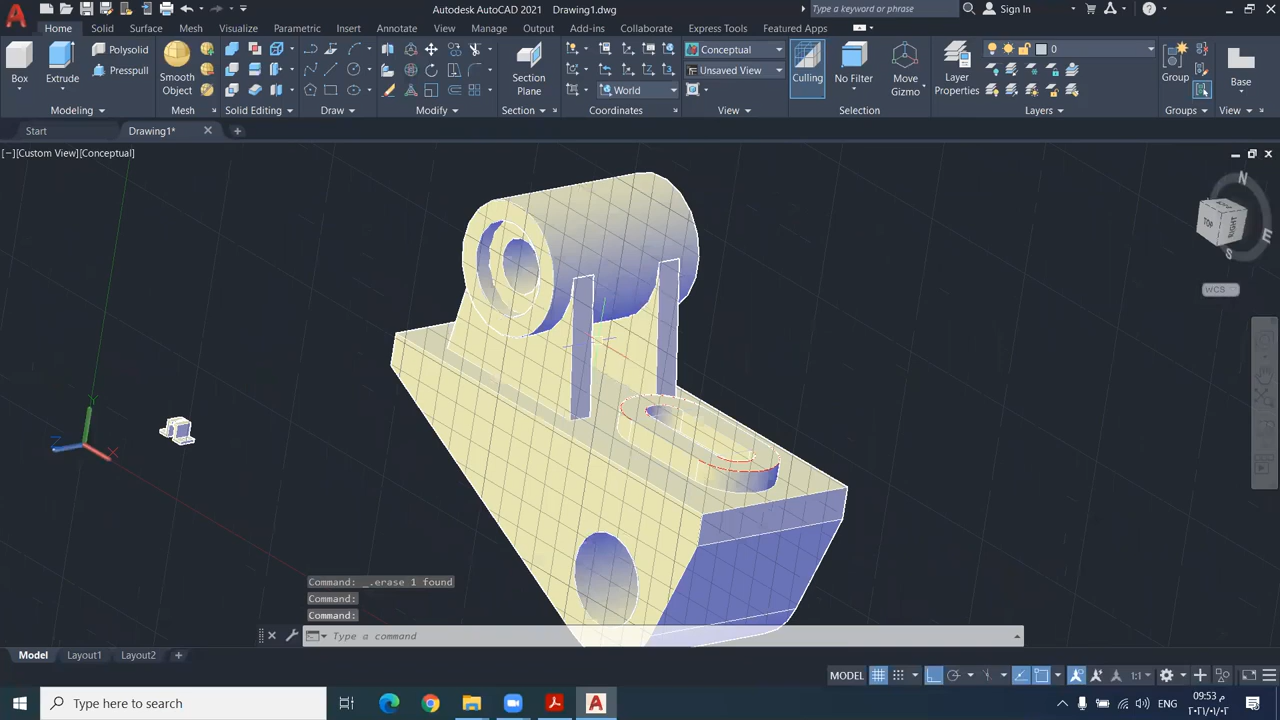 Autodesk AutoCAD 2021 Drawing1.dwg
Type a keyword or phrase
Sign In
Home Solid Surface Mesh Visualize Parametric Insert Annotate View Manage Output Add-ins Collaborate Express Tools Featured Apps
Box
Extrude
Polysolid
Presspull
Smooth Object
Section Plane
World
Conceptual
Unsaved View
Culling
No Filter
Move Gizmo
Layer Properties
0
Group
Base
Modeling Mesh Solid Editing Draw Modify Section Coordinates View Selection Layers Groups View
Start Drawing1*
[−][Custom View][Conceptual]
N
TOP
RIGHT
E
S
WCS
Y
Z
X
Command: _.erase 1 found
Command:
Command:
Type a command
Model Layout1 Layout2
MODEL
1:1
Type here to search
ENG
09:53 م